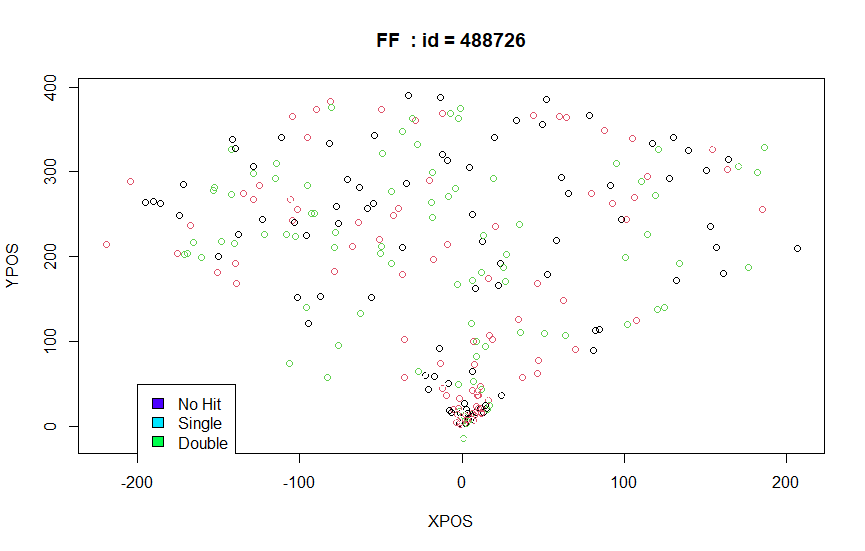 FF : id = 488726
400
300
200
100
0
YPOS
No Hit
Single
Double
-200 -100 0 100 200
XPOS